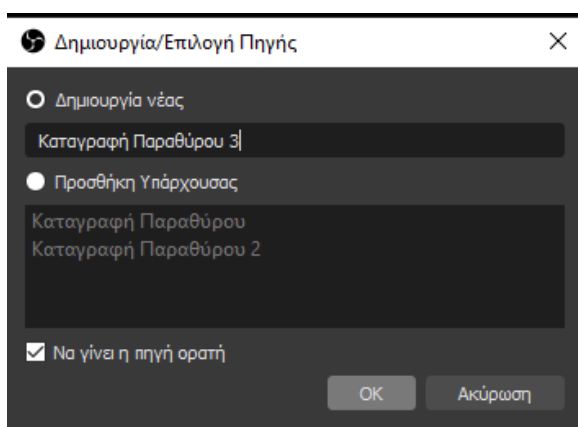 Δημιουργία/Επιλογή Πηγής
Δημιουργία νέας
Καταγραφή Παραθύρου 3
Προσθήκη Υπάρχουσας
Καταγραφή Παραθύρου
Καταγραφή Παραθύρου 2
Να γίνει η πηγή ορατή
OK
Ακύρωση